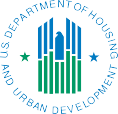 U.S. DEPARTMENT OF HOUSING
AND URBAN DEVELOPMENT